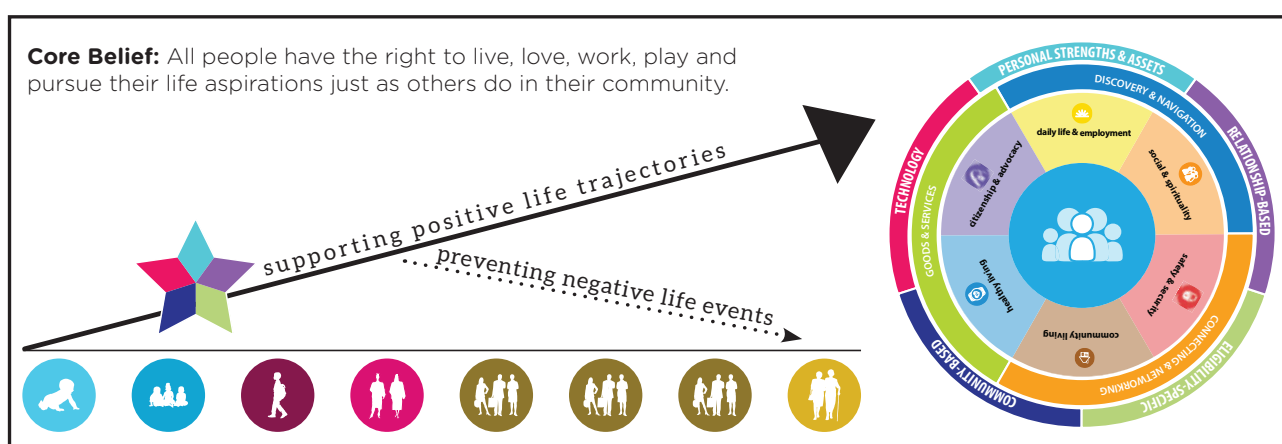 Core Belief: All people have the right to live, love, work, play and
pursue their life aspirations just as others do in their community.
supporting positive life trajectories
preventing negative life events
PERSONAL STRENGTHS & ASSETS
RELATIONSHIP-BASED
ELIGIBILITY-SPECIFIC
COMMUNITY-BASED
TECHNOLOGY
DISCOVERY & NAVIGATION
CONNECTING & NETWORKING
GOODS & SERVICES
daily life & employment
social & spirituality
safety & security
community living
healthy living
citizenship & advocacy